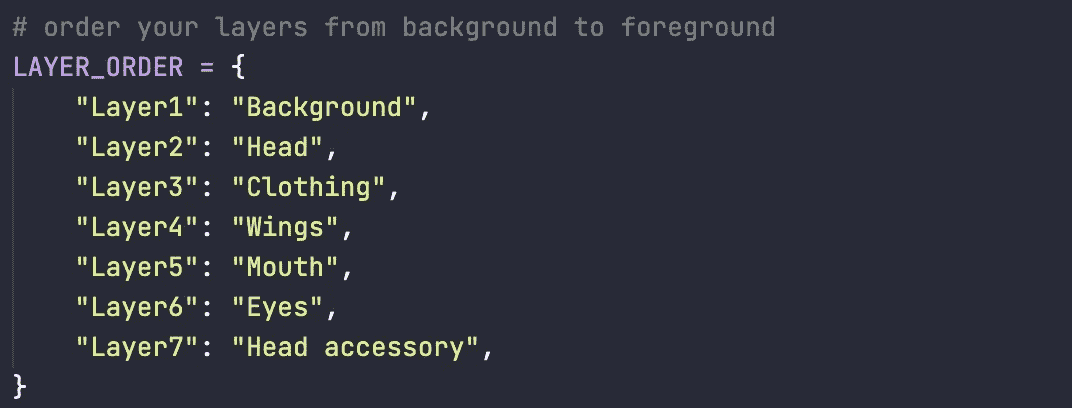 # order your layers from background to foreground
LAYER_ORDER = {
    "Layer1": "Background",
    "Layer2": "Head",
    "Layer3": "Clothing",
    "Layer4": "Wings",
    "Layer5": "Mouth",
    "Layer6": "Eyes",
    "Layer7": "Head accessory",
}